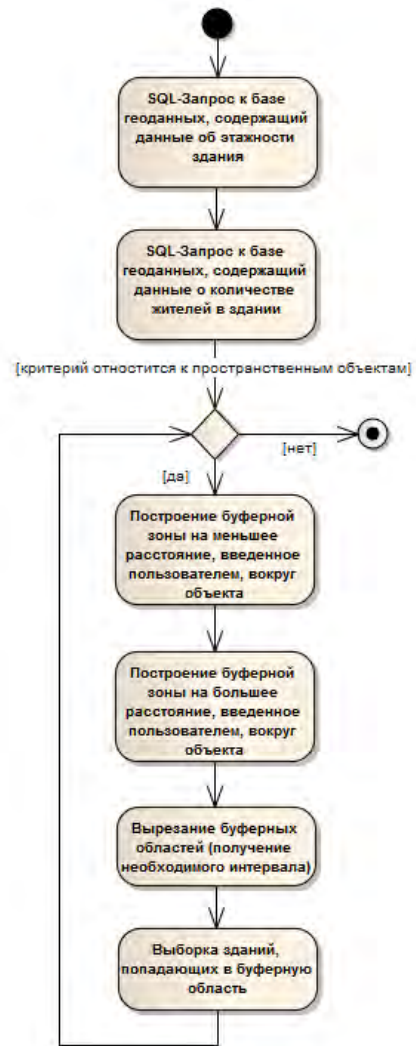 SQL-Запрос к базе
геоданных, содержащий
данные об этажности
здания
SQL-Запрос к базе
геоданных, содержащий
данные о количестве
жителей в здании
[критерий отностится к пространственным объектам]
[нет]
[да]
Построение буферной
зоны на меньшее
расстояние, введенное
пользователем, вокруг
объекта
Построение буферной
зоны на большее
расстояние, введенное
пользователем, вокруг
объекта
Вырезание буферных
областей (получение
необходимого интервала)
Выборка зданий,
попадающих в буферную
область